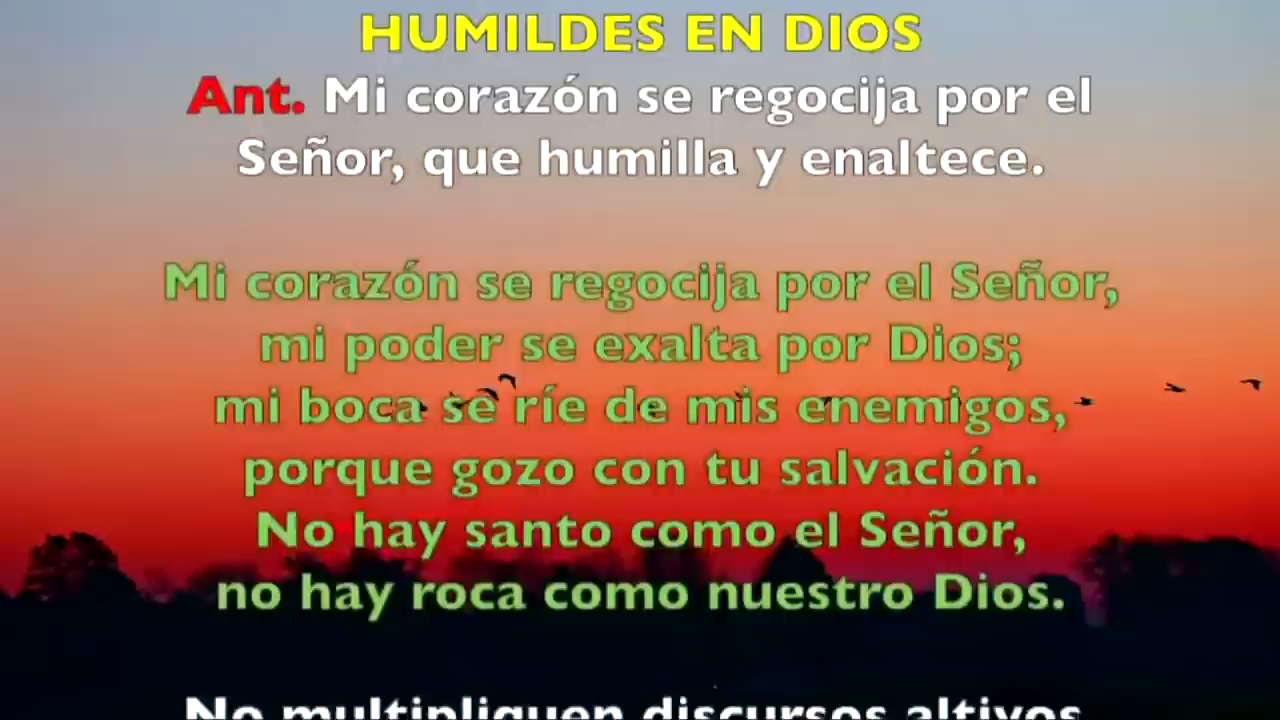 HUMILDES EN DIOS
Ant. Mi corazón se regocija por el
Señor, que humilla y enaltece.
Mi corazón se regocija por el Señor,
mi poder se exalta por Dios;
mi boca se ríe de mis enemigos,
porque gozo con tu salvación.
No hay santo como el Señor,
no hay roca como nuestro Dios.
No multipliquen discursos altivos